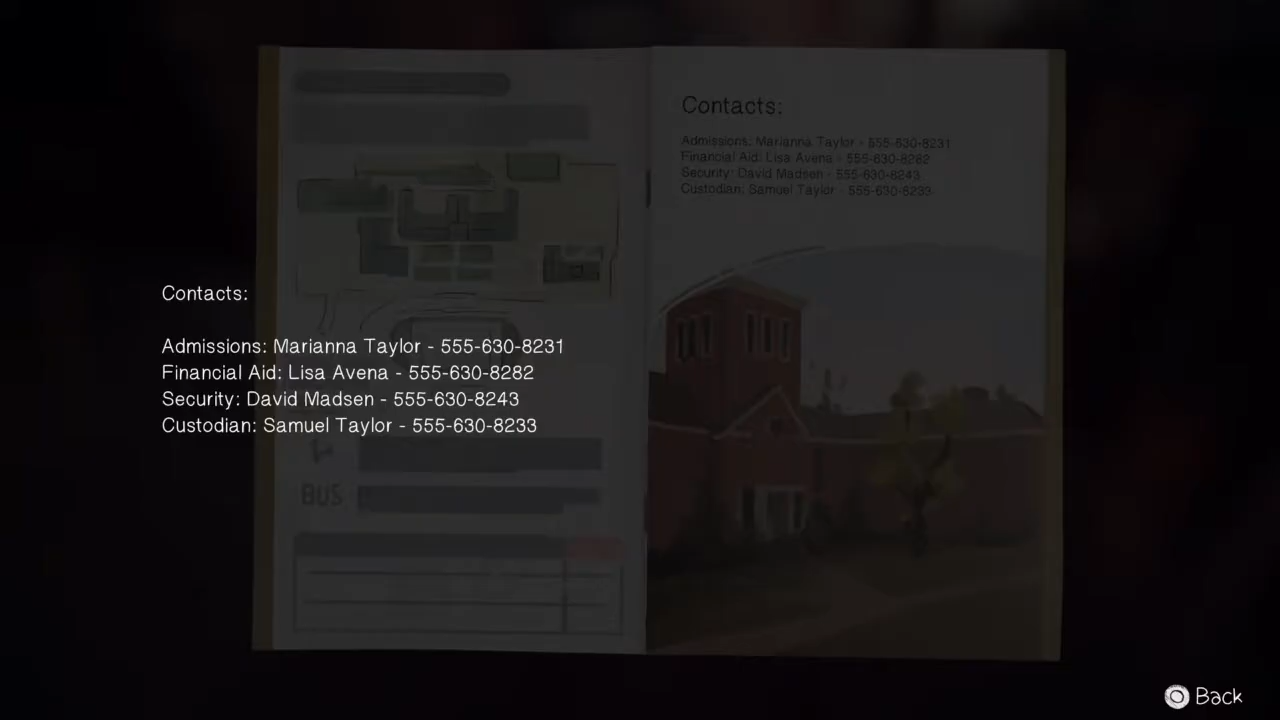 Contacts:
Admissions: Marianna Taylor - 555-630-8231
Financial Aid: Lisa Avena - 555-630-8282
Security: David Madsen - 555-630-8243
Custodian: Samuel Taylor - 555-630-8233
Contacts:
Admissions: Marianna Taylor - 555-630-8231
Financial Aid: Lisa Avena - 555-630-8282
Security: David Madsen - 555-630-8243
Custodian: Samuel Taylor - 555-630-8233
BUS
Back